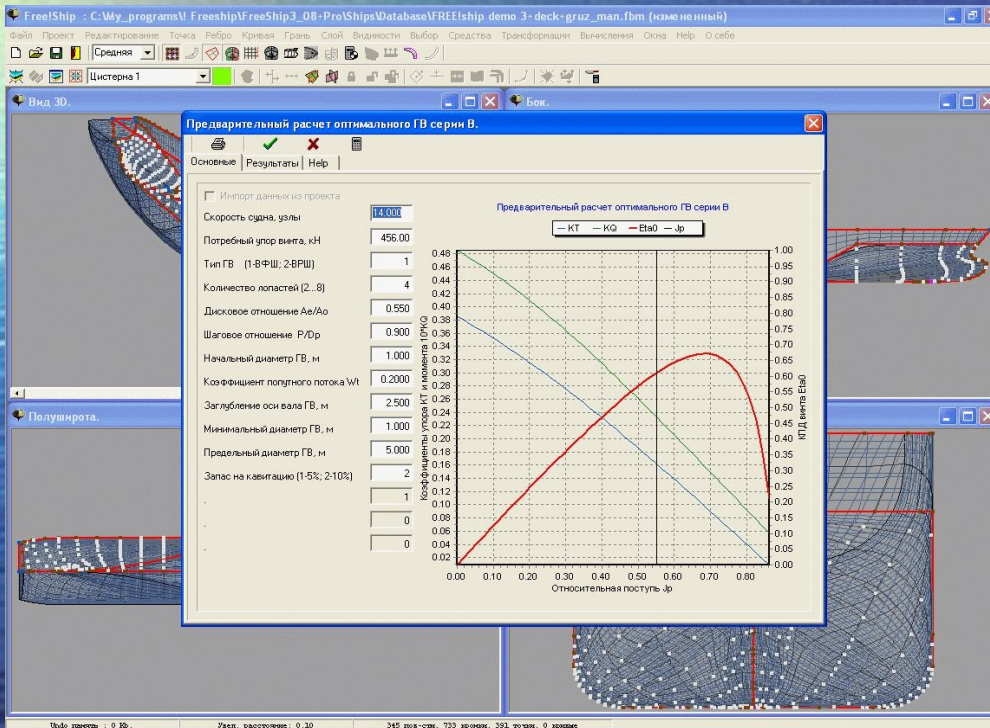 Free!Ship : C:\My_programs\! Freeship\FreeShip3_08+Pro\Ships\Database\FREE!ship demo 3+deck+gruz_man.fbm (измененный)
Файл Проект Редактирование Точка Ребро Кривая Грань Слой Видимости Выбор Средства Трансформации Вычисления Окна Help О себе
Средняя
Цистерна 1
Вид 3D.
Бок.
Предварительный расчет оптимального ГВ серии В.
Основные Результаты Help
Импорт данных из проекта
Скорость судна, узлы 14.000
Потребный упор винта, кН 456.00
Тип ГВ (1-ВФШ; 2-ВРШ) 1
Количество лопастей (2...8) 4
Дисковое отношение Ae/Ao 0.550
Шаговое отношение P/Dp 0.900
Начальный диаметр ГВ, м 1.000
Коэффициент попутного потока Wt 0.2000
Заглубление оси вала ГВ, м 2.500
Минимальный диаметр ГВ, м 1.000
Предельный диаметр ГВ, м 5.000
Запас на кавитацию (1-5%; 2-10%) 2
. 1
. 0
. 0
Предварительный расчет оптимального ГВ серии В
KT KQ Eta0 Jp
Коэффициенты упора КТ и момента 10*KQ
0.48
0.46
0.44
0.42
0.40
0.38
0.36
0.34
0.32
0.30
0.28
0.26
0.24
0.22
0.20
0.18
0.16
0.14
0.12
0.10
0.08
0.06
0.04
0.02
1.00
0.95
0.90
0.85
0.80
0.75
0.70
0.65
0.60
0.55
0.50
0.45
0.40
0.35
0.30
0.25
0.20
0.15
0.10
0.05
0.00
КПД винта Eta0
0.00 0.10 0.20 0.30 0.40 0.50 0.60 0.70 0.80
Относительная поступь Jp
Полуширота.
Undo память : 0 Kb. Увел. расстояние: 0.10 345 пов-сти, 733 кромки, 391 точки, 0 кривые